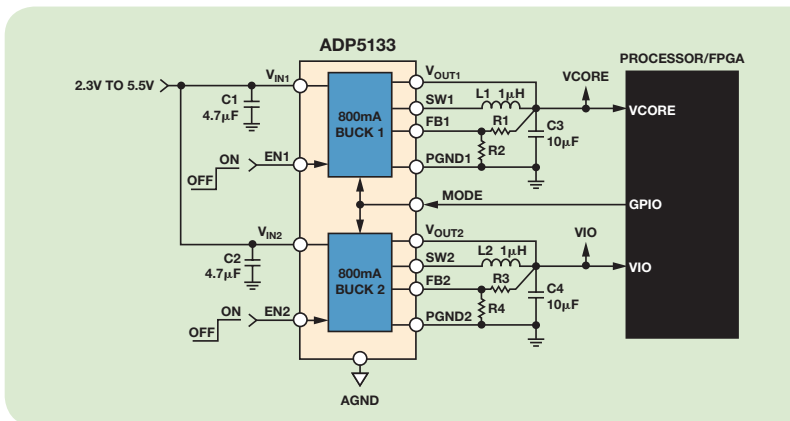 ADP5133
PROCESSOR/FPGA
2.3V TO 5.5V
VIN1
C1
4.7μF
VOUT1
SW1
L1 1μH
VCORE
VCORE
800mA
BUCK 1
FB1
R1
R2
C3
10μF
ON
OFF
EN1
PGND1
MODE
GPIO
VIN2
C2
4.7μF
VOUT2
SW2
L2 1μH
VIO
VIO
800mA
BUCK 2
FB2
R3
R4
C4
10μF
ON
OFF
EN2
PGND2
AGND